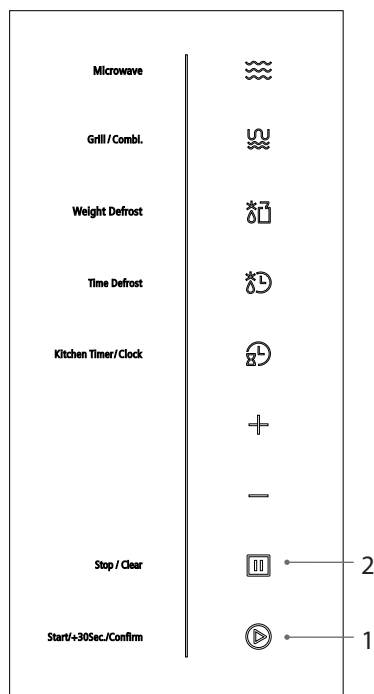 Microwave
Grill / Combi.
Weight Defrost
Time Defrost
Kitchen Timer/Clock
Stop / Clear
2
Start/+30Sec./Confirm
1